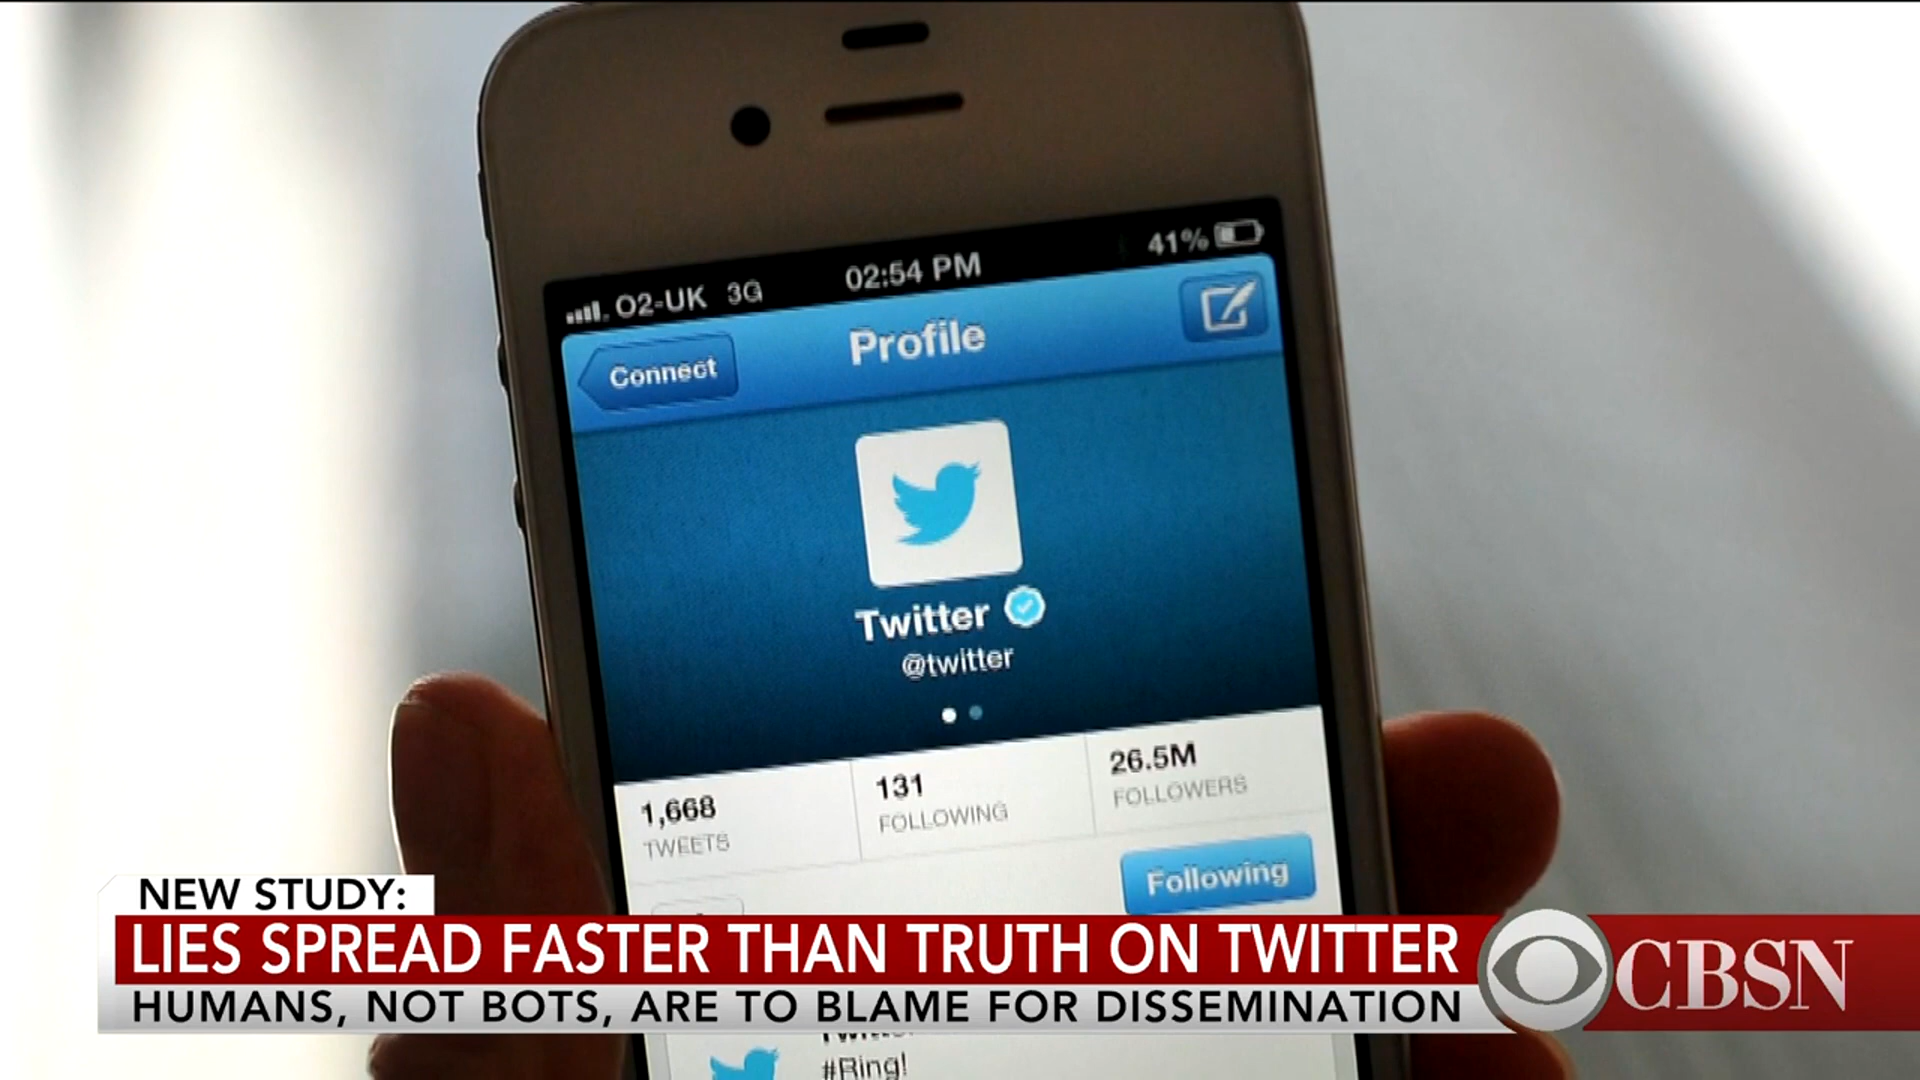 O2-UK 3G 02:54 PM 41%
Connect Profile
Twitter
@twitter
1,668 131 26.5M
TWEETS FOLLOWING FOLLOWERS
Following
NEW STUDY:
LIES SPREAD FASTER THAN TRUTH ON TWITTER
HUMANS, NOT BOTS, ARE TO BLAME FOR DISSEMINATION
CBSN
#Ring!